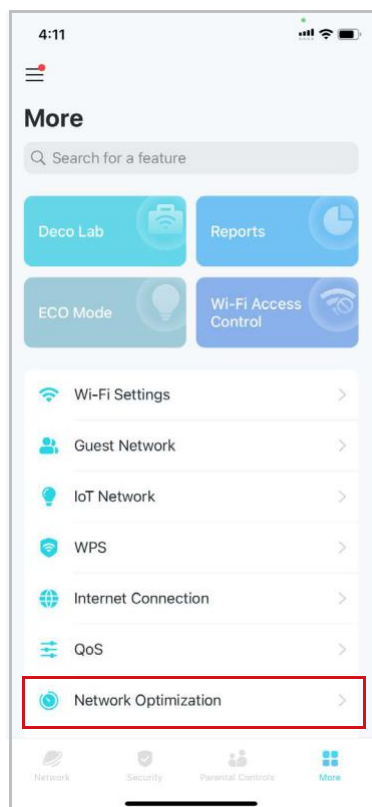 4:11
More
Search for a feature
Deco Lab
Reports
ECO Mode
Wi-Fi Access
Control
Wi-Fi Settings
Guest Network
IoT Network
WPS
Internet Connection
QoS
Network Optimization
Network
Security
Parental Controls
More